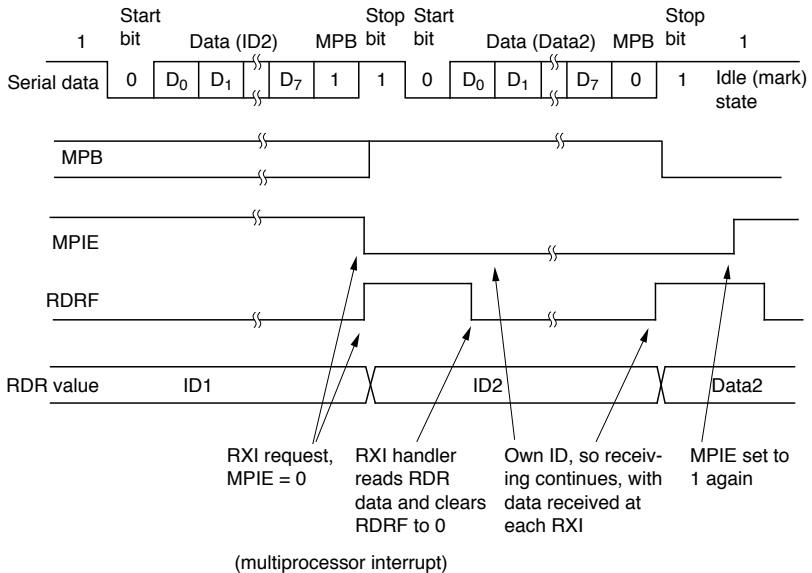 Start bit
Stop bit
Start bit
Stop bit
1
Data (ID2)
MPB
Data (Data2)
MPB
1
Serial data
0
D0
D1
D7
1
1
0
D0
D1
D7
0
1
Idle (mark) state
MPB
MPIE
RDRF
RDR value
ID1
ID2
Data2
RXI request,
MPIE = 0
RXI handler
reads RDR
data and clears
RDRF to 0
Own ID, so receiv-
ing continues, with
data received at
each RXI
MPIE set to
1 again
(multiprocessor interrupt)